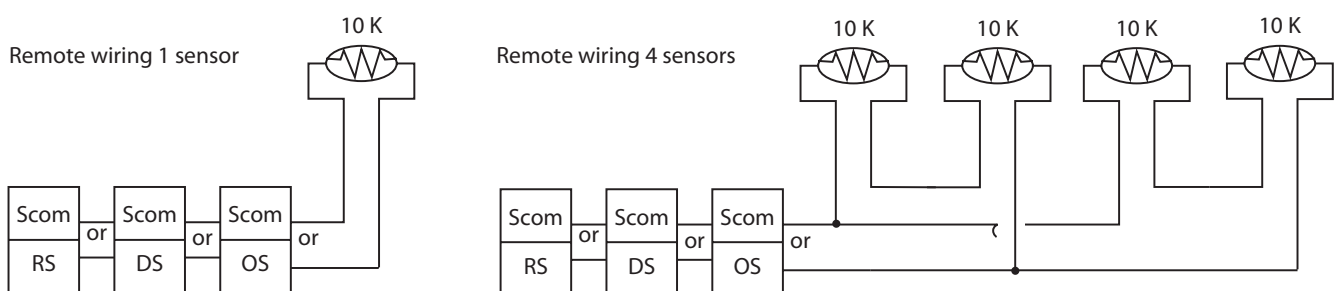 10 K
Remote wiring 1 sensor
Scom or Scom or Scom or
RS DS OS
10 K 10 K 10 K 10 K
Remote wiring 4 sensors
Scom or Scom or Scom or
RS DS OS